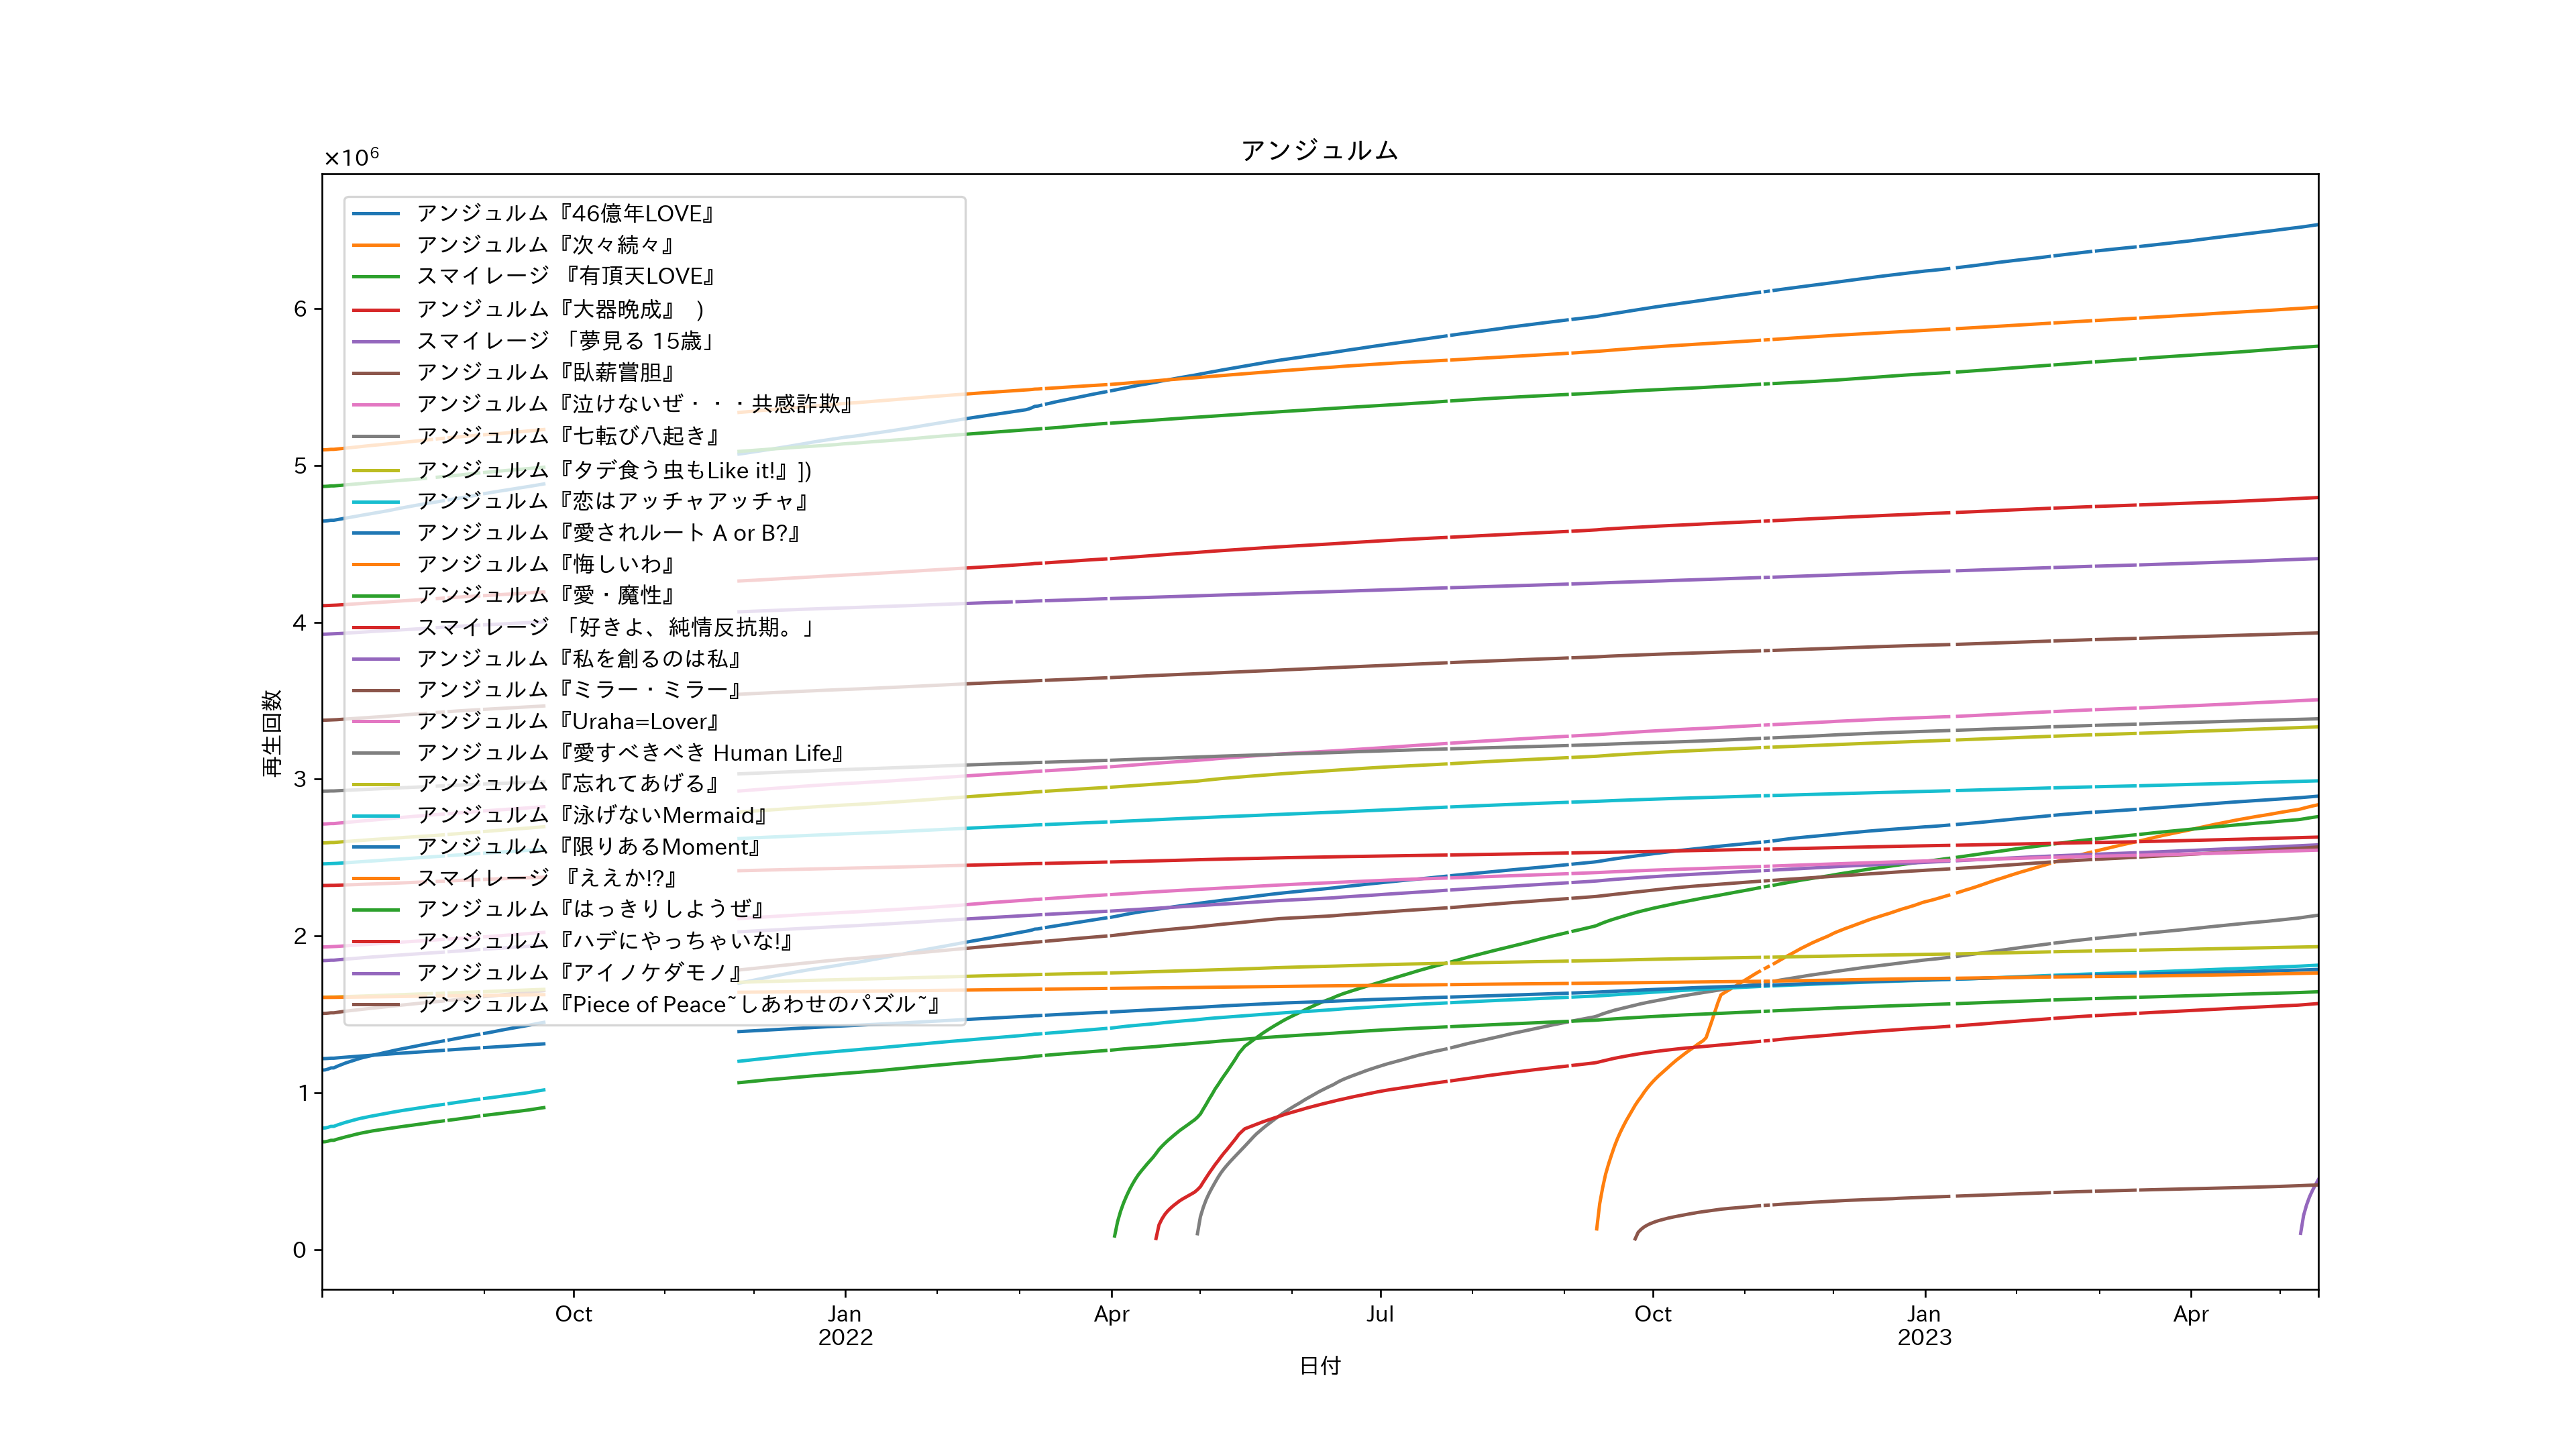 アンジュルム
×10⁶
アンジュルム『46億年LOVE』
アンジュルム『次々続々』
スマイレージ 『有頂天LOVE』
アンジュルム『大器晩成』 )
スマイレージ 「夢見る 15歳」
アンジュルム『臥薪嘗胆』
アンジュルム『泣けないぜ・・・共感詐欺』
アンジュルム『七転び八起き』
アンジュルム『タデ食う虫もLike it!』])
アンジュルム『恋はアッチャアッチャ』
アンジュルム『愛されルート A or B?』
アンジュルム『悔しいわ』
アンジュルム『愛・魔性』
スマイレージ 「好きよ、純情反抗期。」
アンジュルム『私を創るのは私』
アンジュルム『ミラー・ミラー』
アンジュルム『Uraha=Lover』
アンジュルム『愛すべきべき Human Life』
アンジュルム『忘れてあげる』
アンジュルム『泳げないMermaid』
アンジュルム『限りあるMoment』
スマイレージ 『ええか!?』
アンジュルム『はっきりしようぜ』
アンジュルム『ハデにやっちゃいな!』
アンジュルム『アイノケダモノ』
アンジュルム『Piece of Peace~しあわせのパズル~』
6
5
4
3
2
1
0
再生回数
Oct
Jan
2022
Apr
Jul
Oct
Jan
2023
Apr
日付